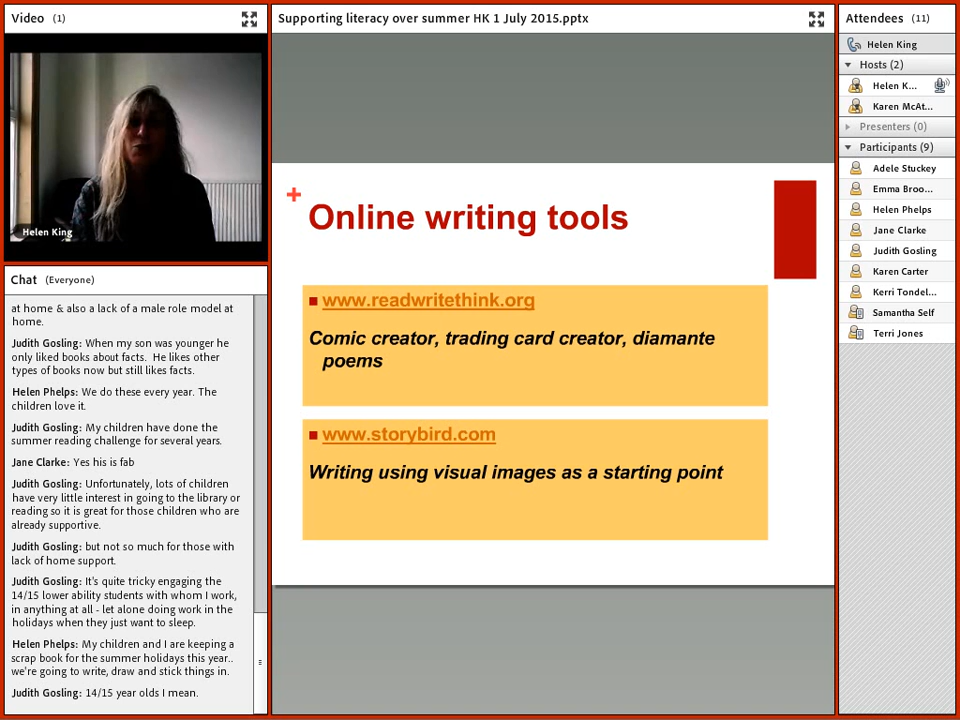 Video (1)
Helen King
Chat (Everyone)
at home & also a lack of a male role model at
home.
Judith Gosling: When my son was younger he
only liked books about facts. He likes other
types of books now but still likes facts.
Helen Phelps: We do these every year. The
children love it.
Judith Gosling: My children have done the
summer reading challenge for several years.
Jane Clarke: Yes his is fab
Judith Gosling: Unfortunately, lots of children
have very little interest in going to the library or
reading so it is great for those children who are
already supportive.
Judith Gosling: but not so much for those with
lack of home support.
Judith Gosling: It's quite tricky engaging the
14/15 lower ability students with whom I work,
in anything at all - let alone doing work in the
holidays when they just want to sleep.
Helen Phelps: My children and I are keeping a
scrap book for the summer holidays this year..
we're going to write, draw and stick things in.
Judith Gosling: 14/15 year olds I mean.
Supporting literacy over summer HK 1 July 2015.pptx
+ Online writing tools
www.readwritethink.org
Comic creator, trading card creator, diamante
poems
www.storybird.com
Writing using visual images as a starting point
Attendees (11)
Helen King
Hosts (2)
Helen K...
Karen McAt...
Presenters (0)
Participants (9)
Adele Stuckey
Emma Broo...
Helen Phelps
Jane Clarke
Judith Gosling
Karen Carter
Kerri Tondel...
Samantha Self
Terri Jones